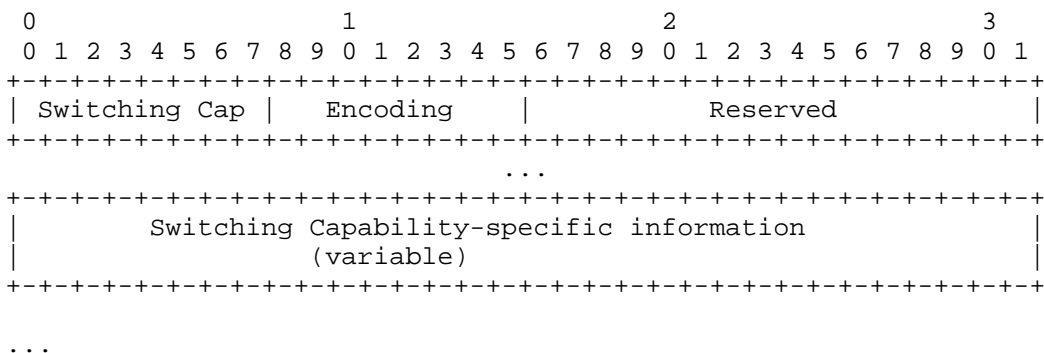 0                   1                   2                   3
 0 1 2 3 4 5 6 7 8 9 0 1 2 3 4 5 6 7 8 9 0 1 2 3 4 5 6 7 8 9 0 1
+-+-+-+-+-+-+-+-+-+-+-+-+-+-+-+-+-+-+-+-+-+-+-+-+-+-+-+-+-+-+-+-+
| Switching Cap |   Encoding    |           Reserved            |
+-+-+-+-+-+-+-+-+-+-+-+-+-+-+-+-+-+-+-+-+-+-+-+-+-+-+-+-+-+-+-+-+
                               ...
+-+-+-+-+-+-+-+-+-+-+-+-+-+-+-+-+-+-+-+-+-+-+-+-+-+-+-+-+-+-+-+-+
|        Switching Capability-specific information              |
|                  (variable)                                   |
+-+-+-+-+-+-+-+-+-+-+-+-+-+-+-+-+-+-+-+-+-+-+-+-+-+-+-+-+-+-+-+-+
...